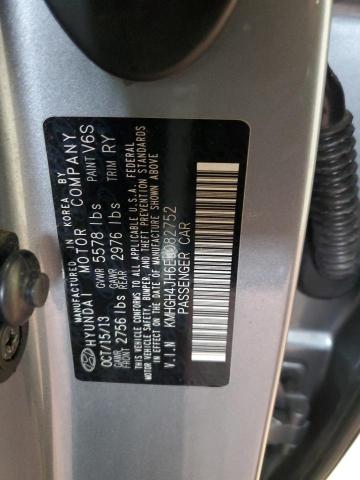 MANUFACTURED IN KOREA BY
HYUNDAI MOTOR COMPANY
OCT/15/13 GVWR 5578 lbs PAINT V6S
GAWR FRONT 2756 lbs GAWR REAR 2976 lbs TRIM RY
THIS VEHICLE CONFORMS TO ALL APPLICABLE U.S.A. FEDERAL
MOTOR VEHICLE SAFETY, BUMPER, AND THEFT PREVENTION
STANDARDS IN EFFECT ON THE DATE OF MANUFACTURE SHOWN ABOVE.
V.I.N
PASSENGER CAR